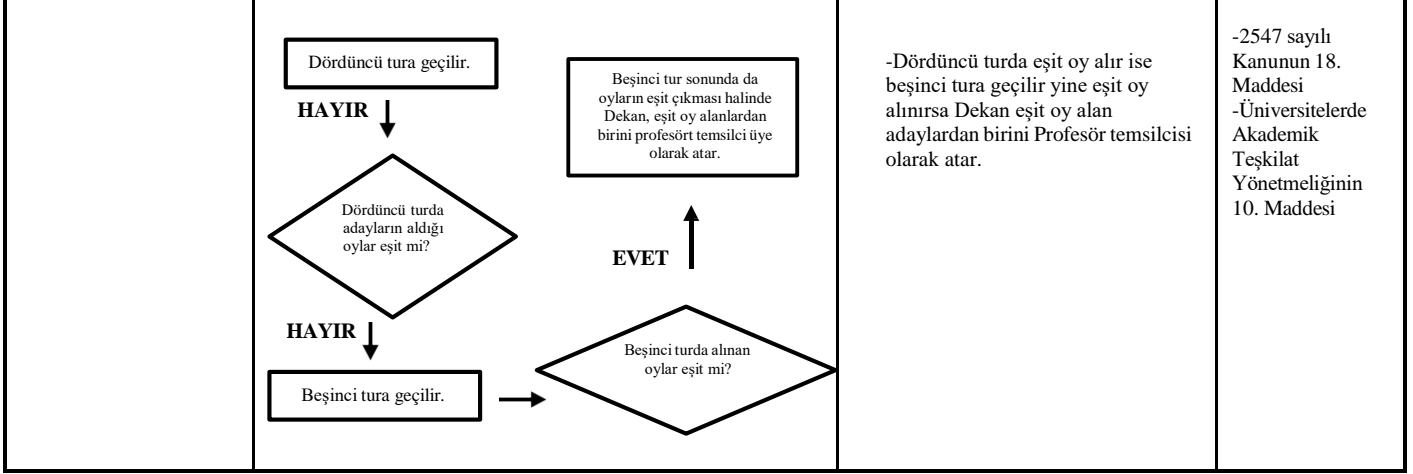 Dördüncü tura geçilir.
HAYIR
Dördüncü turda
adayların aldığı
oylar eşit mi?
HAYIR
Beşinci tura geçilir.
Beşinci turda alınan
oylar eşit mi?
EVET
Beşinci tur sonunda da
oyların eşit çıkması halinde
Dekan, eşit oy alanlardan
birini profesört temsilci üye
olarak atar.
-Dördüncü turda eşit oy alır ise
beşinci tura geçilir yine eşit oy
alınırsa Dekan eşit oy alan
adaylardan birini Profesör temsilcisi
olarak atar.
-2547 sayılı
Kanunun 18.
Maddesi
-Üniversitelerde
Akademik
Teşkilat
Yönetmeliğinin
10. Maddesi